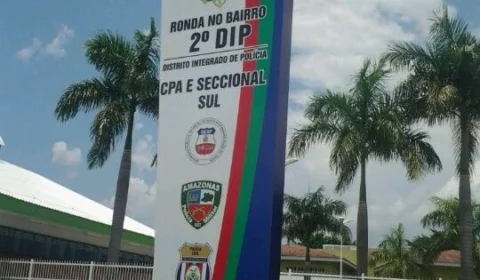 RONDA NO BAIRRO
2º DIP
DISTRITO INTEGRADO DE POLÍCIA
CPA E SECCIONAL
SUL
AMAZONAS